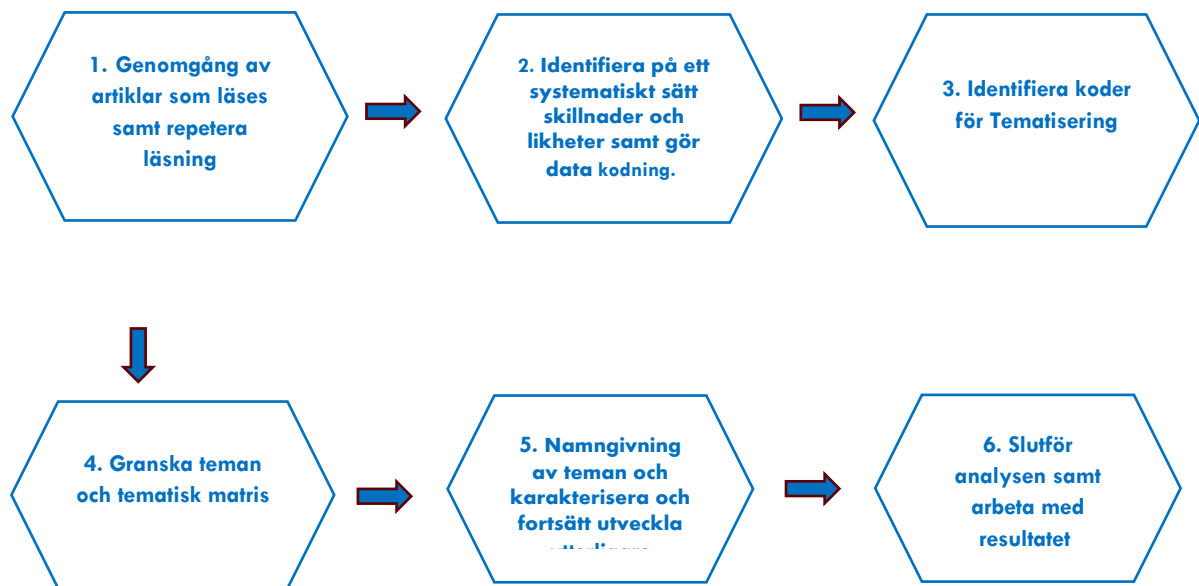 1. Genomgång av
artiklar som läses
samt repetera
läsning
2. Identifiera på ett
systematiskt sätt
skillnader och
likheter samt gör
data kodning.
3. Identifiera koder
för Tematisering
4. Granska teman
och tematisk matris
5. Namngivning
av teman och
karakterisera och
fortsätt utveckla
6. Slutför
analysen samt
arbeta med
resultatet